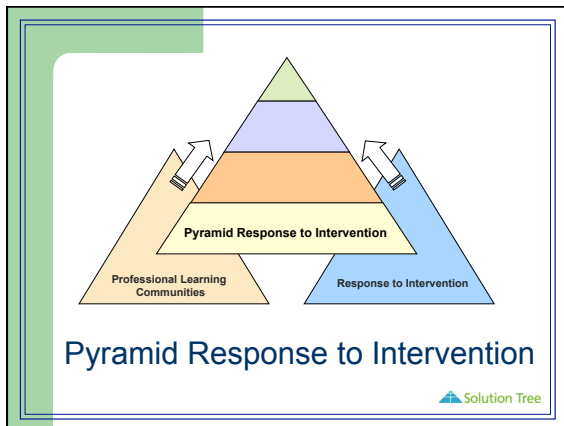 Pyramid Response to Intervention
Professional Learning
Communities
Response to Intervention
Pyramid Response to Intervention
Solution Tree